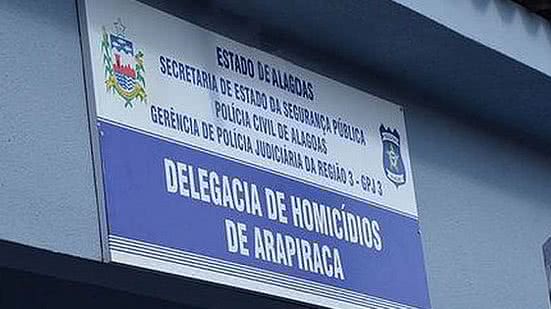 ESTADO DE ALAGOAS
SECRETARIA DE ESTADO DA SEGURANÇA PÚBLICA
POLÍCIA CIVIL DE ALAGOAS
GERÊNCIA DE POLÍCIA JUDICIÁRIA DA REGIÃO 3 - GPJ 3
DELEGACIA DE HOMICÍDIOS
DE ARAPIRACA